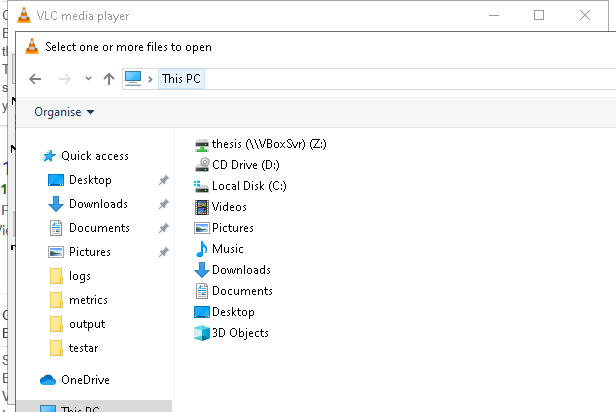 VLC media player
Select one or more files to open
This PC
Organise
Quick access
Desktop
Downloads
Documents
Pictures
logs
metrics
output
testar
OneDrive
This PC
thesis (\\VBoxSvr) (Z:)
CD Drive (D:)
Local Disk (C:)
Videos
Pictures
Music
Downloads
Documents
Desktop
3D Objects